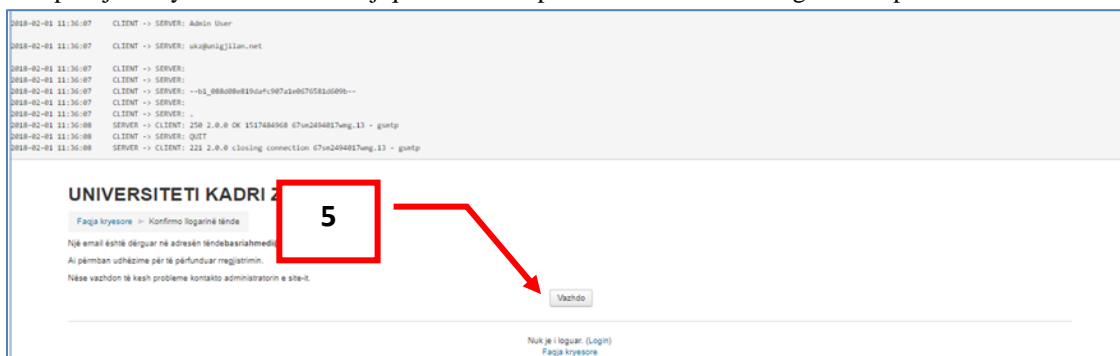 2018-02-01 11:36:07 CLIENT -> SERVER: Admin User
2018-02-01 11:36:07 CLIENT -> SERVER: ukz@unigjilan.net
2018-02-01 11:36:07 CLIENT -> SERVER:
2018-02-01 11:36:07 CLIENT -> SERVER:
2018-02-01 11:36:07 CLIENT -> SERVER:
2018-02-01 11:36:07 CLIENT -> SERVER:
2018-02-01 11:36:07 CLIENT -> SERVER: .
2018-02-01 11:36:08 SERVER -> CLIENT: 250 2.0.0 OK 1517484968 67sm2494017wmg.13 - gsmtp
2018-02-01 11:36:08 CLIENT -> SERVER: QUIT
2018-02-01 11:36:08 SERVER -> CLIENT: 221 2.0.0 closing connection 67sm2494017wmg.13 - gsmtp
UNIVERSITETI KADRI Z
5
Faqja kryesore ► Konfirmo llogarinë tënde
Një email është dërguar në adresën tëndebasriahmedi@
Ai përmban udhëzime për të përfunduar rregjistrimin.
Nëse vazhdon të kesh probleme kontakto administratorin e site-it.
Vazhdo
Nuk je i loguar. (Login)
Faqja kryesore